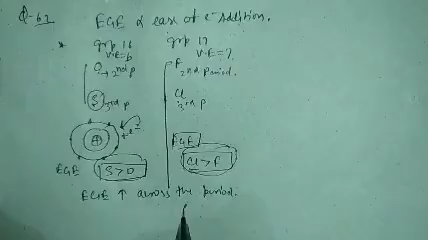 Q-62 EGE α ease of e⁻ addition.
* grp 16 grp 17
V.E=6 V.E=7
O → 2nd p F 2nd period.
S 3rd p Cl 3rd p
+e⁻
⊕ EGE
EGE S>O Cl > F
EGE ↑ across the period.